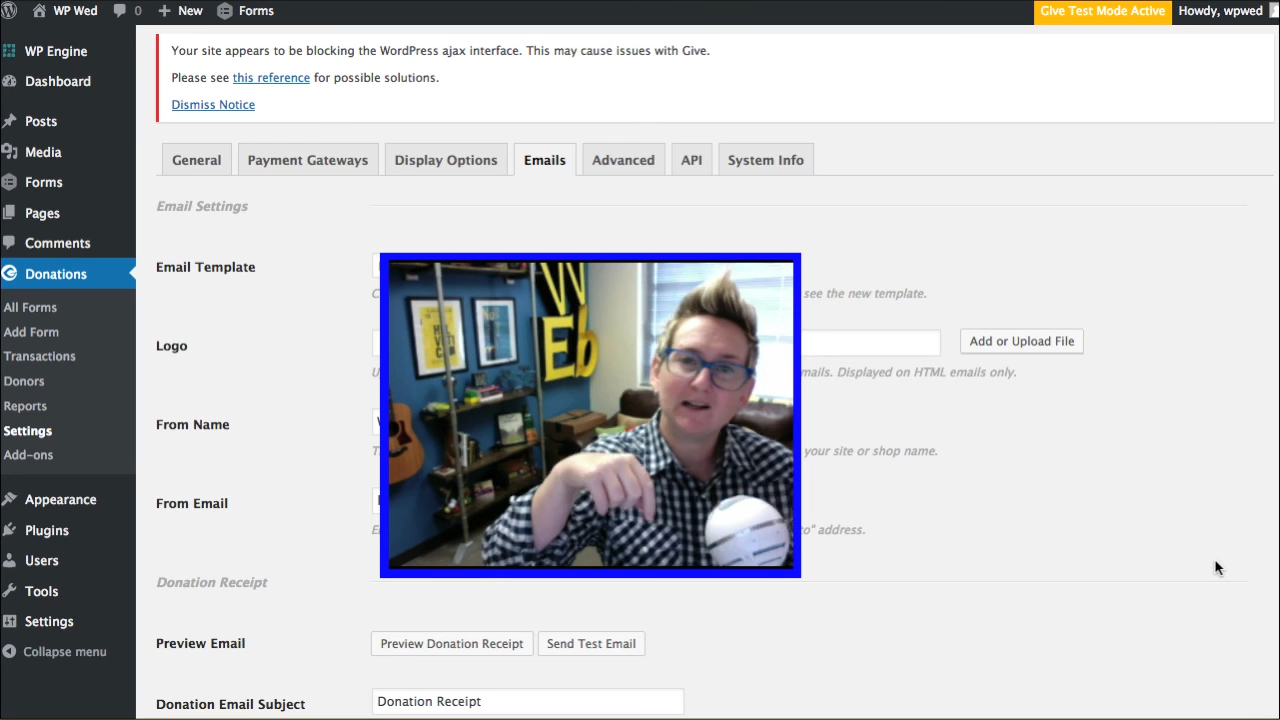 WP Wed 0 New Forms Give Test Mode Active Howdy, wpwed
WP Engine
Dashboard
Posts
Media
Forms
Pages
Comments
Donations
All Forms
Add Form
Transactions
Donors
Reports
Settings
Add-ons
Appearance
Plugins
Users
Tools
Settings
Collapse menu
Your site appears to be blocking the WordPress ajax interface. This may cause issues with Give.
Please see this reference for possible solutions.
Dismiss Notice
General Payment Gateways Display Options Emails Advanced API System Info
Email Settings
Email Template
see the new template.
Logo Add or Upload File
mails. Displayed on HTML emails only.
From Name
your site or shop name.
From Email
to" address.
WEb
Donation Receipt
Preview Email Preview Donation Receipt Send Test Email
Donation Email Subject Donation Receipt